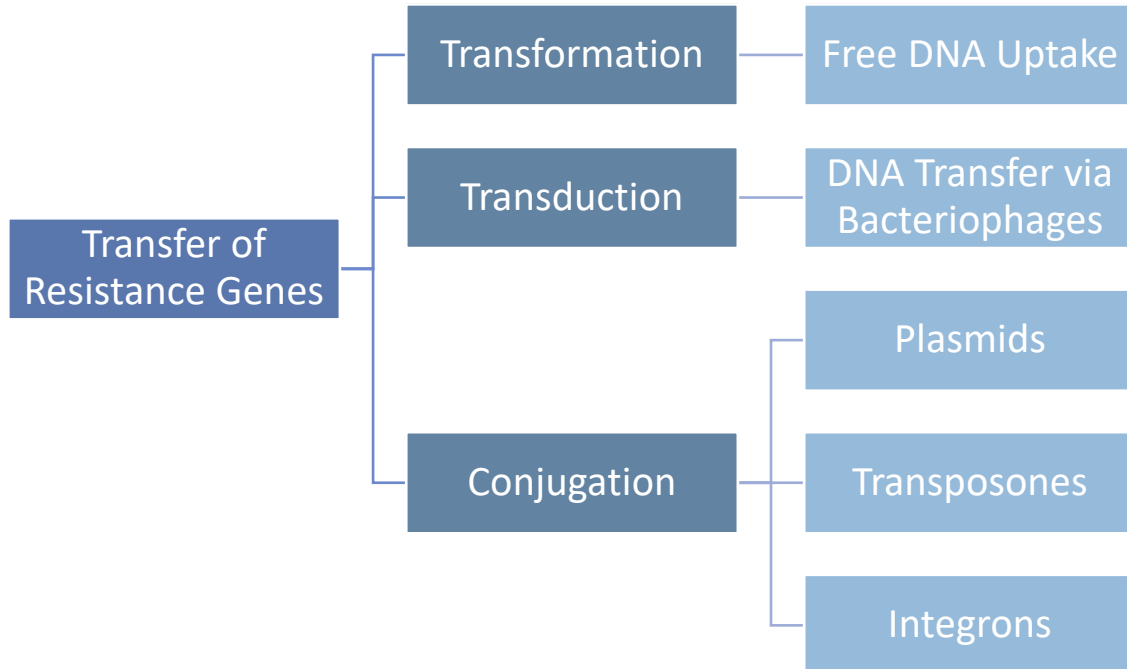 Transfer of
Resistance Genes
Transformation
Free DNA Uptake
Transduction
DNA Transfer via
Bacteriophages
Conjugation
Plasmids
Transposones
Integrons